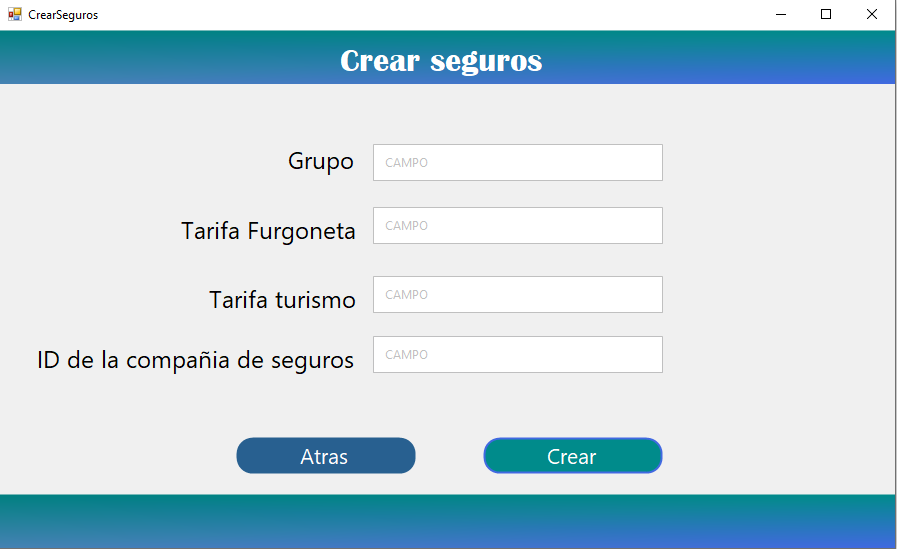 CrearSeguros
Crear seguros
Grupo CAMPO
Tarifa Furgoneta CAMPO
Tarifa turismo CAMPO
ID de la compañia de seguros CAMPO
Atras Crear